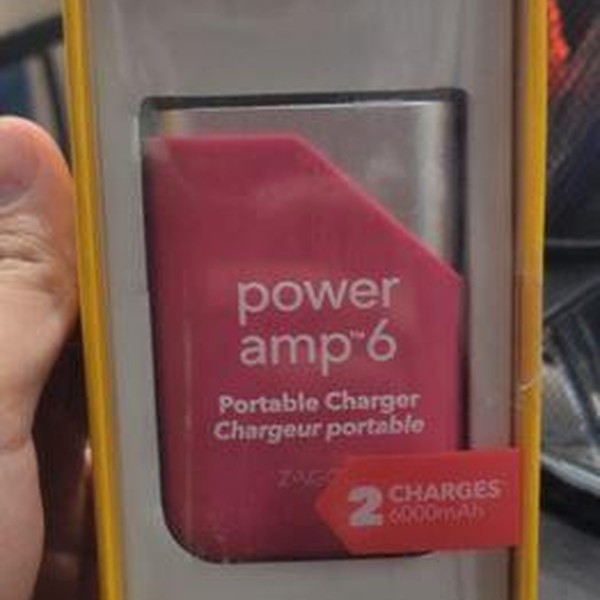 power
amp™6
Portable Charger
Chargeur portable
2 CHARGES
6000mAh